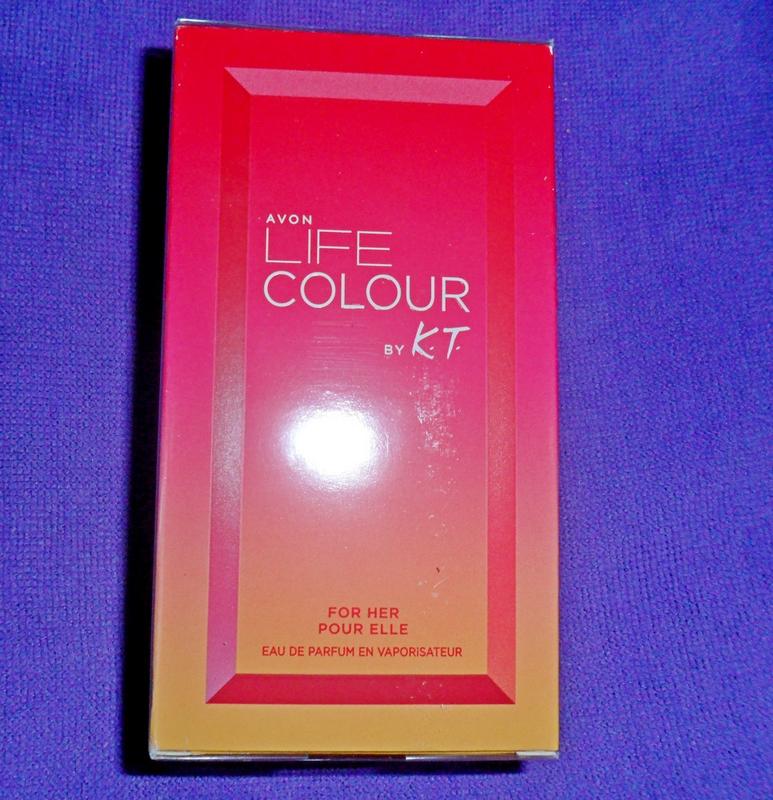 AVON
LIFE
COLOUR
BY K.T.
FOR HER
POUR ELLE
EAU DE PARFUM EN VAPORISATEUR